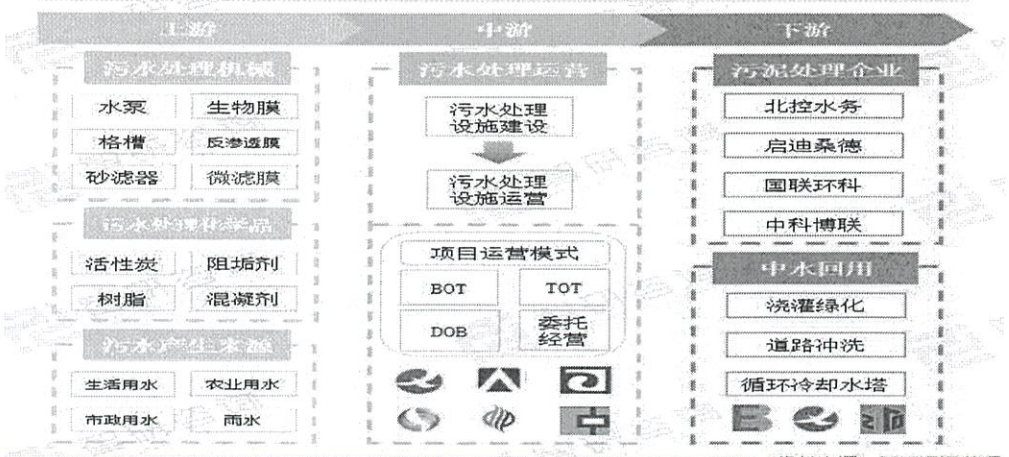 上游
中游
下游
污水处理机械
水泵
生物膜
格槽
反渗透膜
砂滤器
微滤膜
污水处理化学品
活性炭
阻垢剂
树脂
混凝剂
污水产生来源
生活用水
农业用水
市政用水
雨水
污水处理运营
污水处理
设施建设
污水处理
设施运营
项目运营模式
BOT
TOT
DOB
委托
经营
污泥处理企业
北控水务
启迪桑德
国联环科
中科博联
中水回用
浇灌绿化
道路冲洗
循环冷却水塔